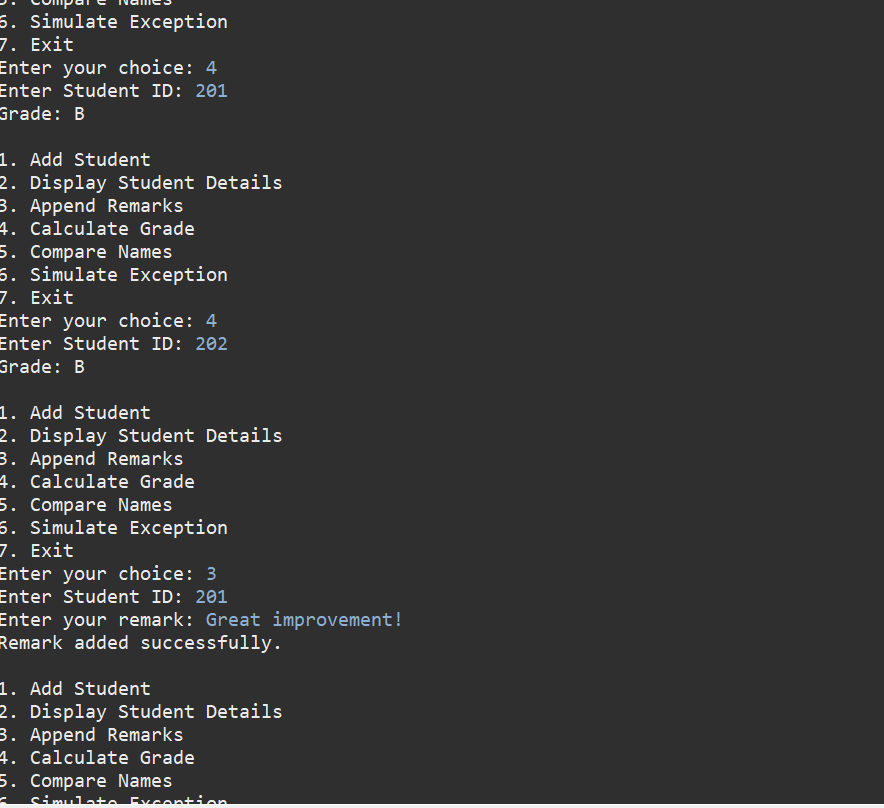 5. Compare Names
6. Simulate Exception
7. Exit
Enter your choice: 4
Enter Student ID: 201
Grade: B
1. Add Student
2. Display Student Details
3. Append Remarks
4. Calculate Grade
5. Compare Names
6. Simulate Exception
7. Exit
Enter your choice: 4
Enter Student ID: 202
Grade: B
1. Add Student
2. Display Student Details
3. Append Remarks
4. Calculate Grade
5. Compare Names
6. Simulate Exception
7. Exit
Enter your choice: 3
Enter Student ID: 201
Enter your remark: Great improvement!
Remark added successfully.
1. Add Student
2. Display Student Details
3. Append Remarks
4. Calculate Grade
5. Compare Names
6. Simulate Exception